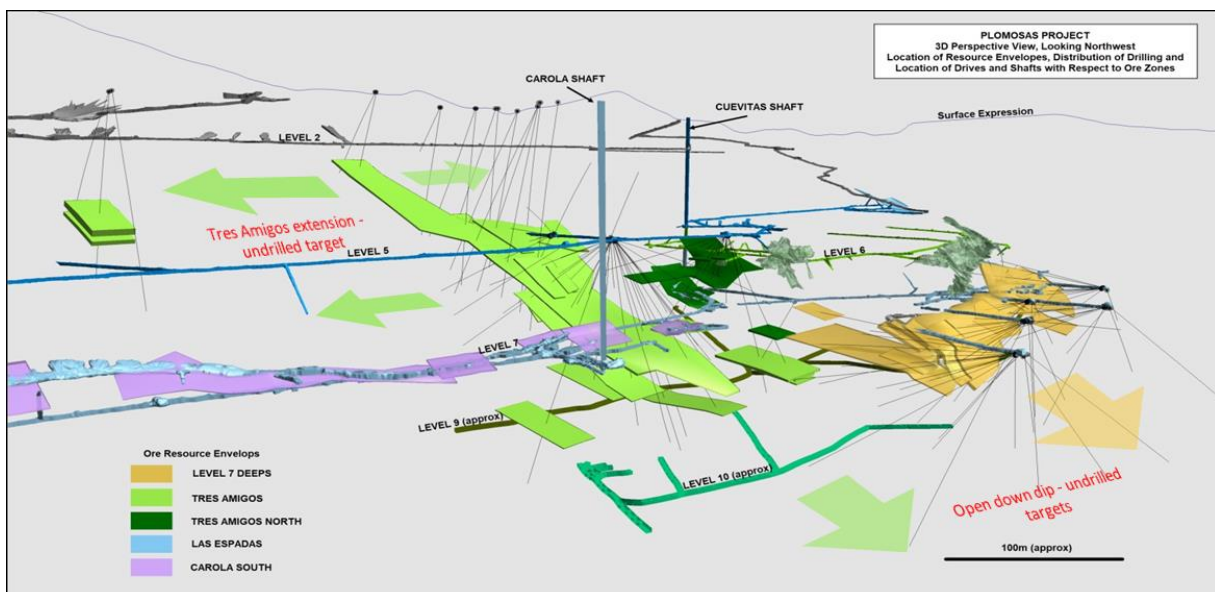 PLOMOSAS PROJECT
3D Perspective View, Looking Northwest
Location of Resource Envelopes, Distribution of Drilling and
Location of Drives and Shafts with Respect to Ore Zones
CAROLA SHAFT
CUEVITAS SHAFT
Surface Expression
LEVEL 2
Tres Amigos extension -
undrilled target
LEVEL 5
LEVEL 6
LEVEL 7
LEVEL 9 (approx)
LEVEL 10 (approx)
Open down dip - undrilled
targets
100m (approx)
Ore Resource Envelops
LEVEL 7 DEEPS
TRES AMIGOS
TRES AMIGOS NORTH
LAS ESPADAS
CAROLA SOUTH